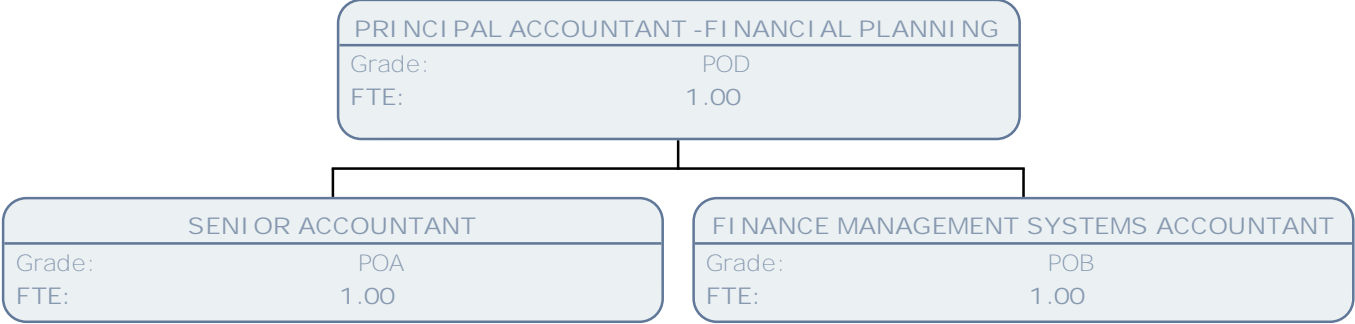 PRINCIPAL ACCOUNTANT -FINANCIAL PLANNING
Grade: POD
FTE: 1.00
SENIOR ACCOUNTANT
Grade: POA
FTE: 1.00
FINANCE MANAGEMENT SYSTEMS ACCOUNTANT
Grade: POB
FTE: 1.00